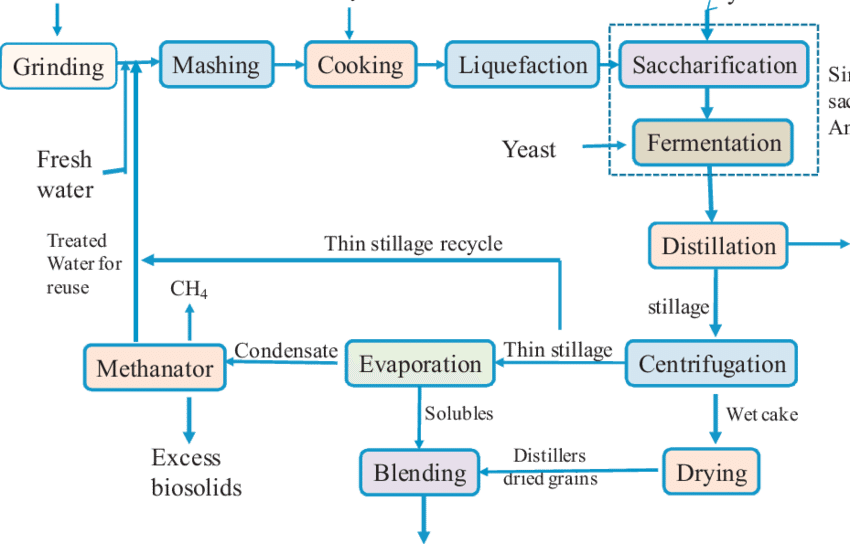 Grinding
Mashing
Cooking
Liquefaction
Saccharification
Fermentation
Yeast
Fresh
water
Distillation
Treated
Water for
reuse
Thin stillage recycle
CH₄
stillage
Methanator
Condensate
Evaporation
Thin stillage
Centrifugation
Solubles
Wet cake
Excess
biosolids
Blending
Distillers
dried grains
Drying